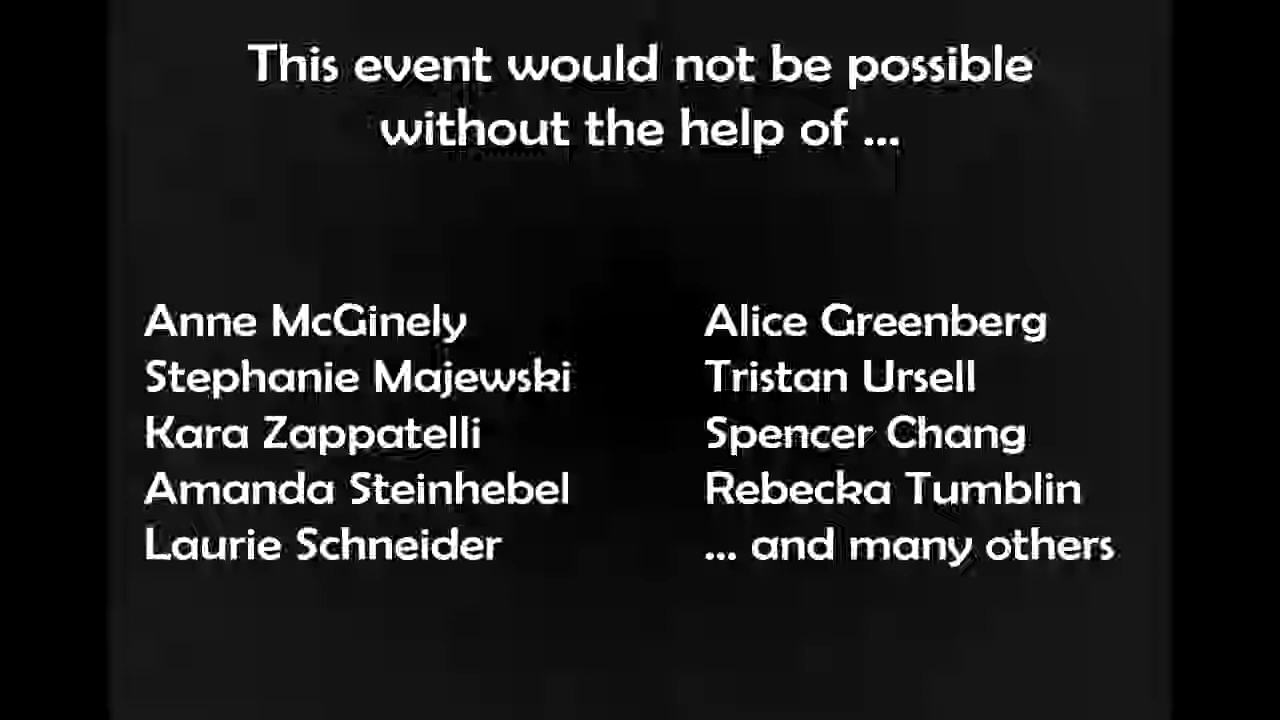 This event would not be possible
without the help of ...
Anne McGinely
Stephanie Majewski
Kara Zappatelli
Amanda Steinhebel
Laurie Schneider
Alice Greenberg
Tristan Ursell
Spencer Chang
Rebecka Tumblin
... and many others